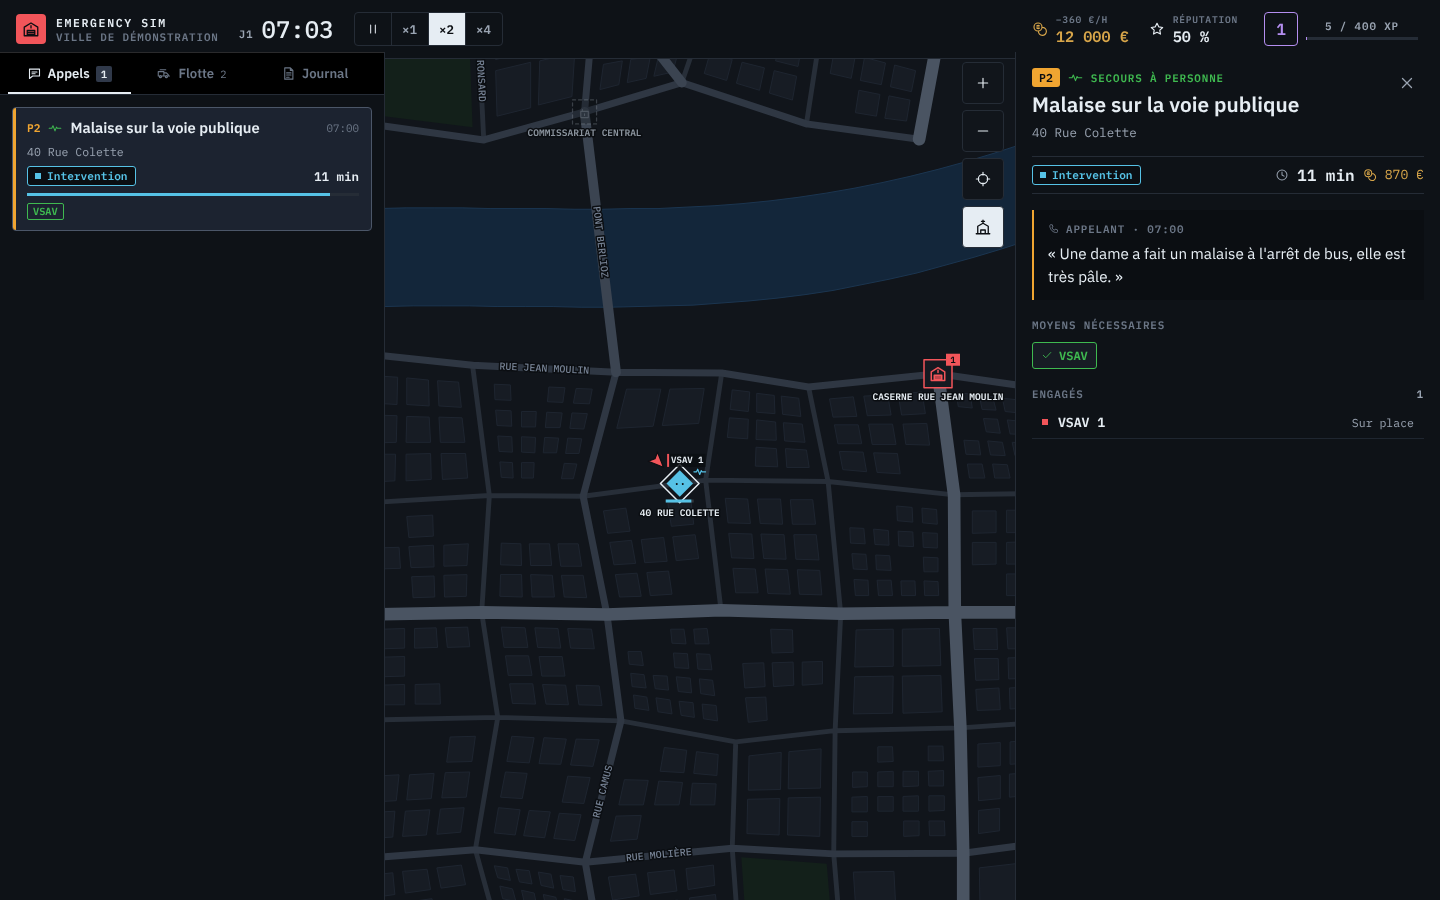 EMERGENCY SIM
VILLE DE DÉMONSTRATION
J1 07:03
×1 ×2 ×4
−360 €/H
12 000 €
RÉPUTATION
50 %
1
5 / 400 XP
Appels 1
Flotte 2
Journal
P2 Malaise sur la voie publique 07:00
40 Rue Colette
Intervention 11 min
VSAV
RONSARD
COMMISSARIAT CENTRAL
PONT BERLIOZ
RUE JEAN MOULIN
1
CASERNE RUE JEAN MOULIN
VSAV 1
40 RUE COLETTE
RUE CAMUS
RUE MOLIÈRE
P2 SECOURS À PERSONNE
Malaise sur la voie publique
40 Rue Colette
Intervention 11 min 870 €
APPELANT · 07:00
« Une dame a fait un malaise à l'arrêt de bus, elle est
très pâle. »
MOYENS NÉCESSAIRES
VSAV
ENGAGÉS 1
VSAV 1 Sur place